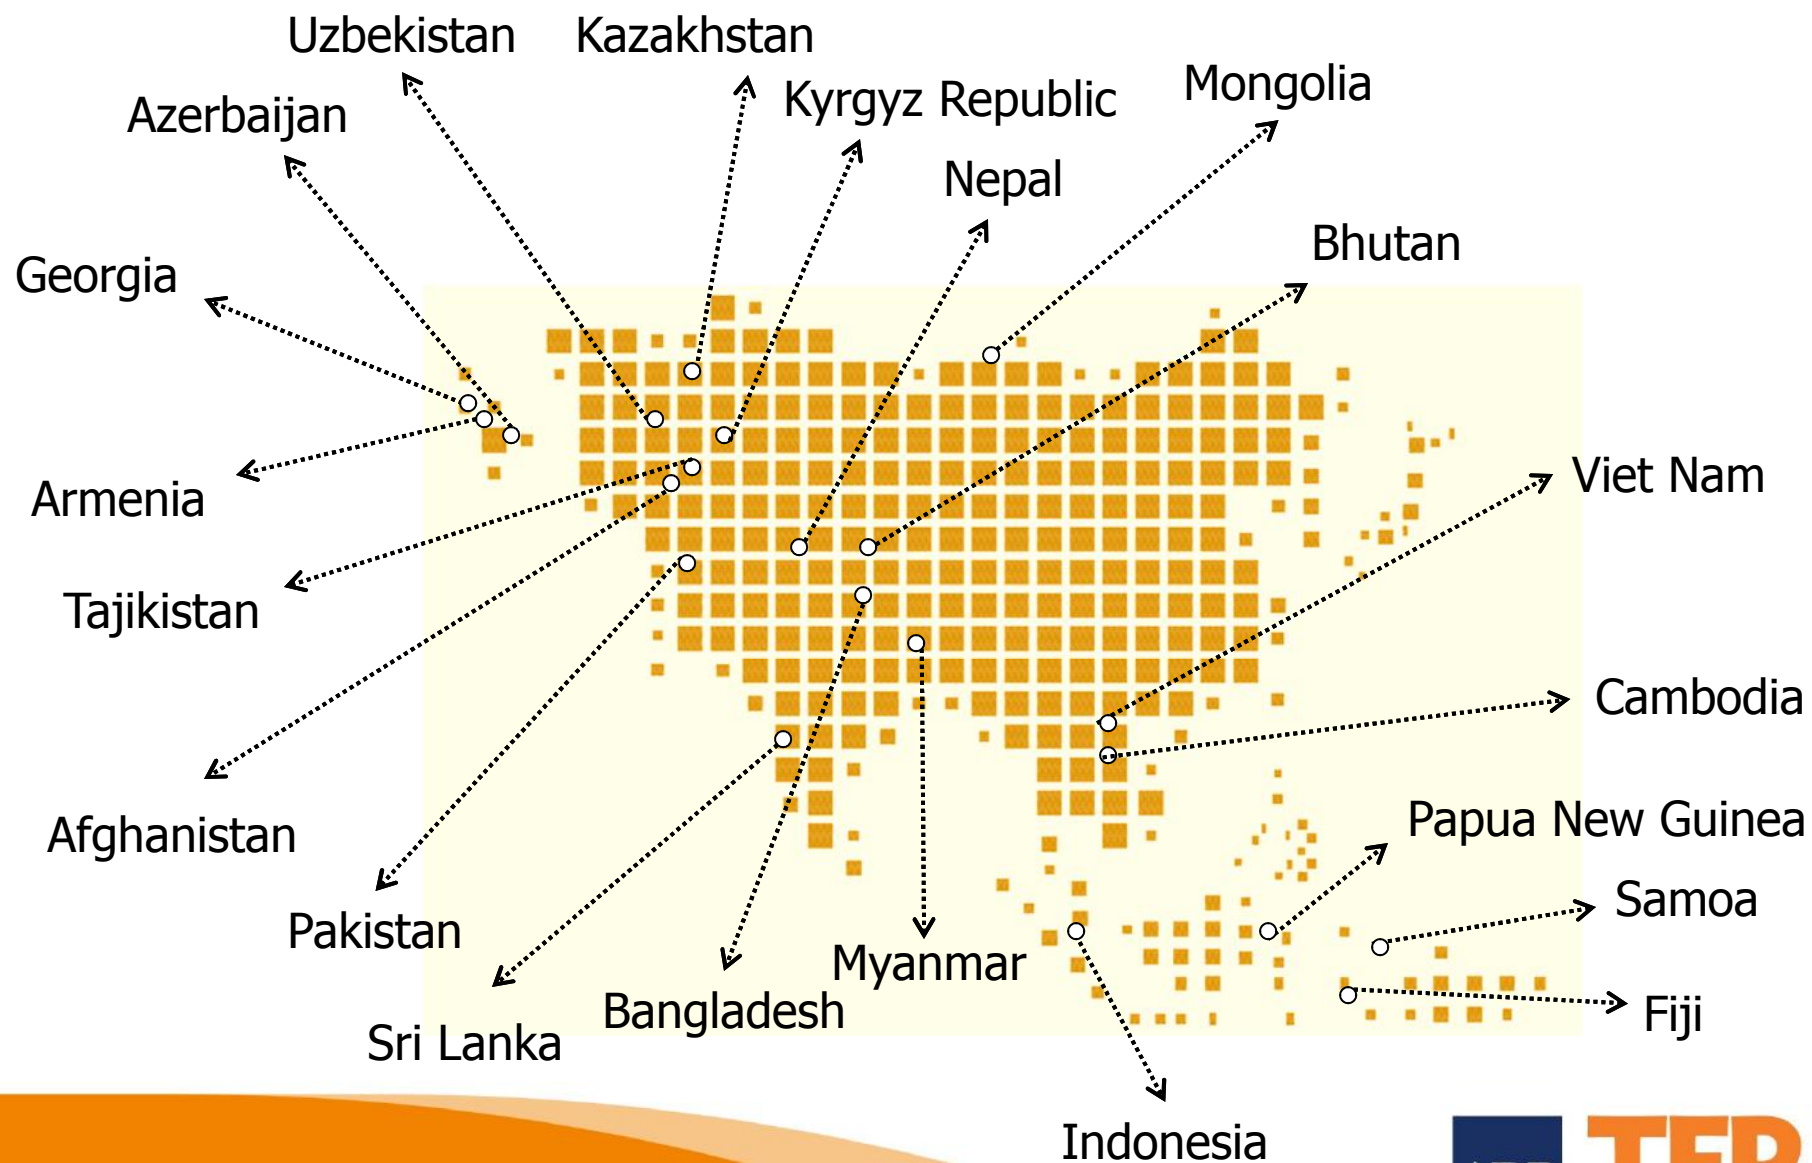 Uzbekistan
Kazakhstan
Mongolia
Kyrgyz Republic
Azerbaijan
Nepal
Bhutan
Georgia
Viet Nam
Armenia
Tajikistan
Cambodia
Papua New Guinea
Afghanistan
Samoa
Pakistan
Myanmar
Bangladesh
Fiji
Sri Lanka
Indonesia